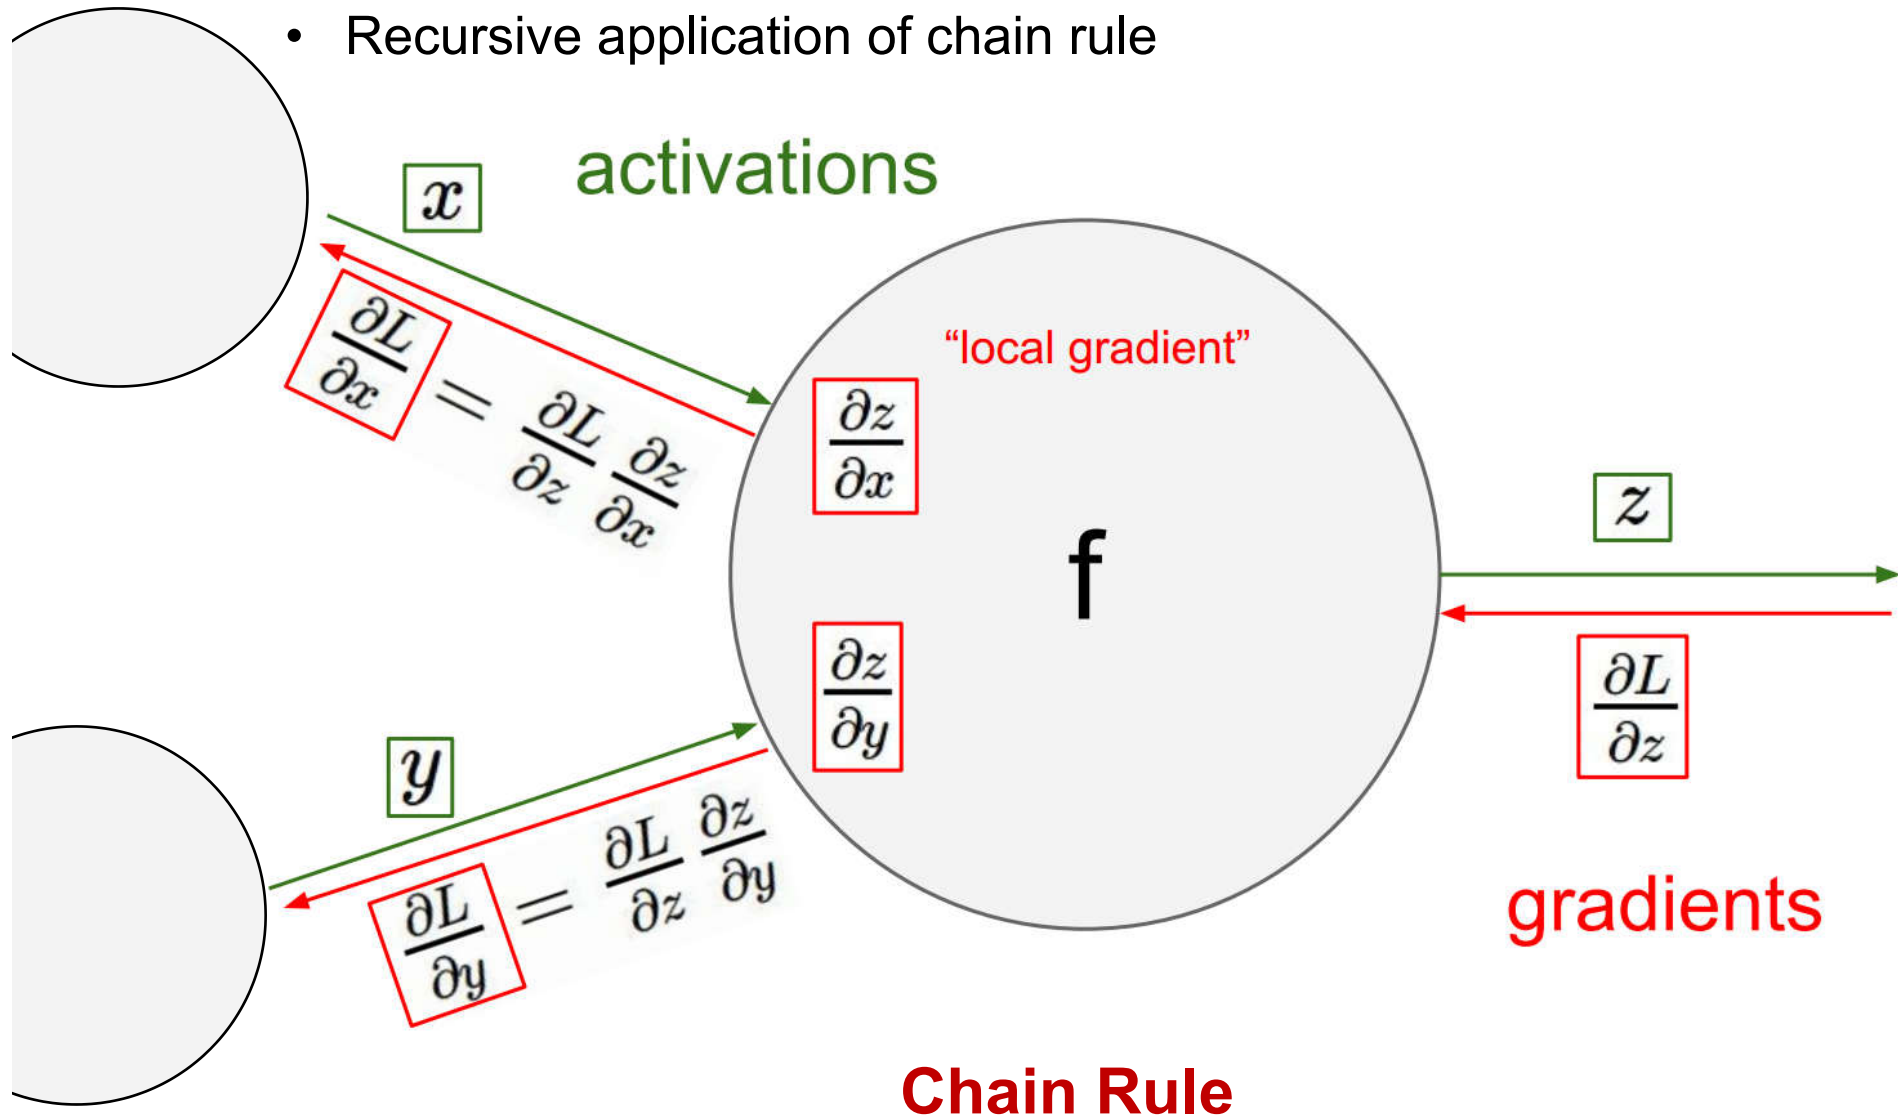 • Recursive application of chain rule
activations
x
∂L/∂x = ∂L/∂z ∂z/∂x
"local gradient"
∂z/∂x
f
z
∂z/∂y
∂L/∂z
y
∂L/∂y = ∂L/∂z ∂z/∂y
gradients
Chain Rule